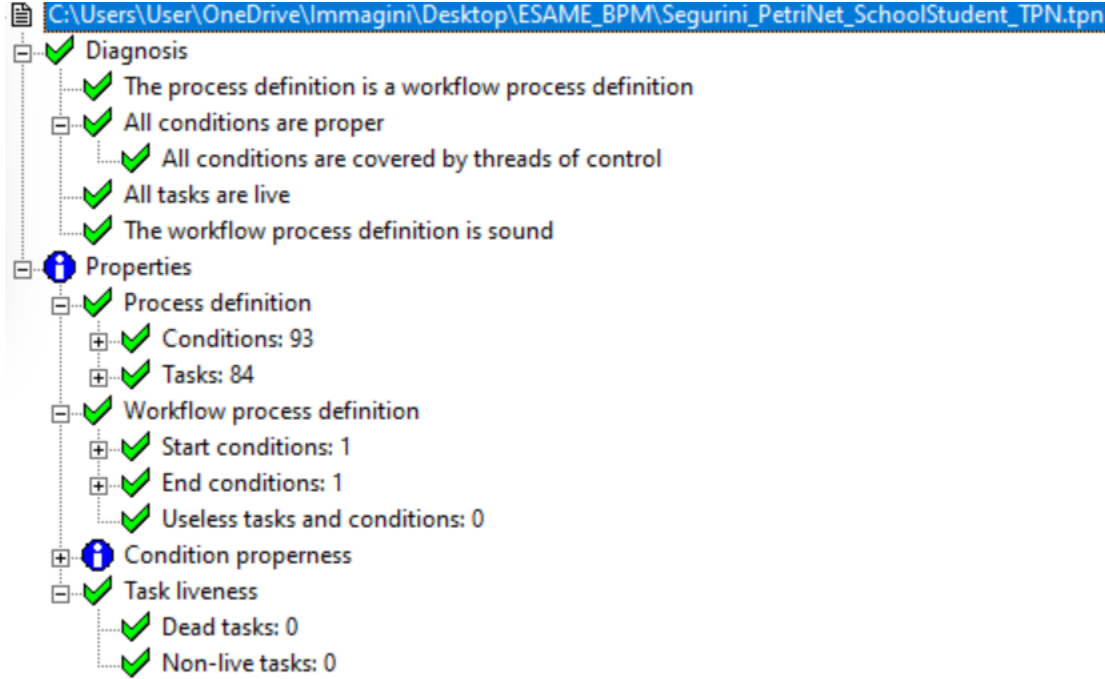 C:\Users\User\OneDrive\Immagini\Desktop\ESAME_BPM\Segurini_PetriNet_SchoolStudent_TPN.tpn
Diagnosis
The process definition is a workflow process definition
All conditions are proper
All conditions are covered by threads of control
All tasks are live
The workflow process definition is sound
Properties
Process definition
Conditions: 93
Tasks: 84
Workflow process definition
Start conditions: 1
End conditions: 1
Useless tasks and conditions: 0
Condition properness
Task liveness
Dead tasks: 0
Non-live tasks: 0